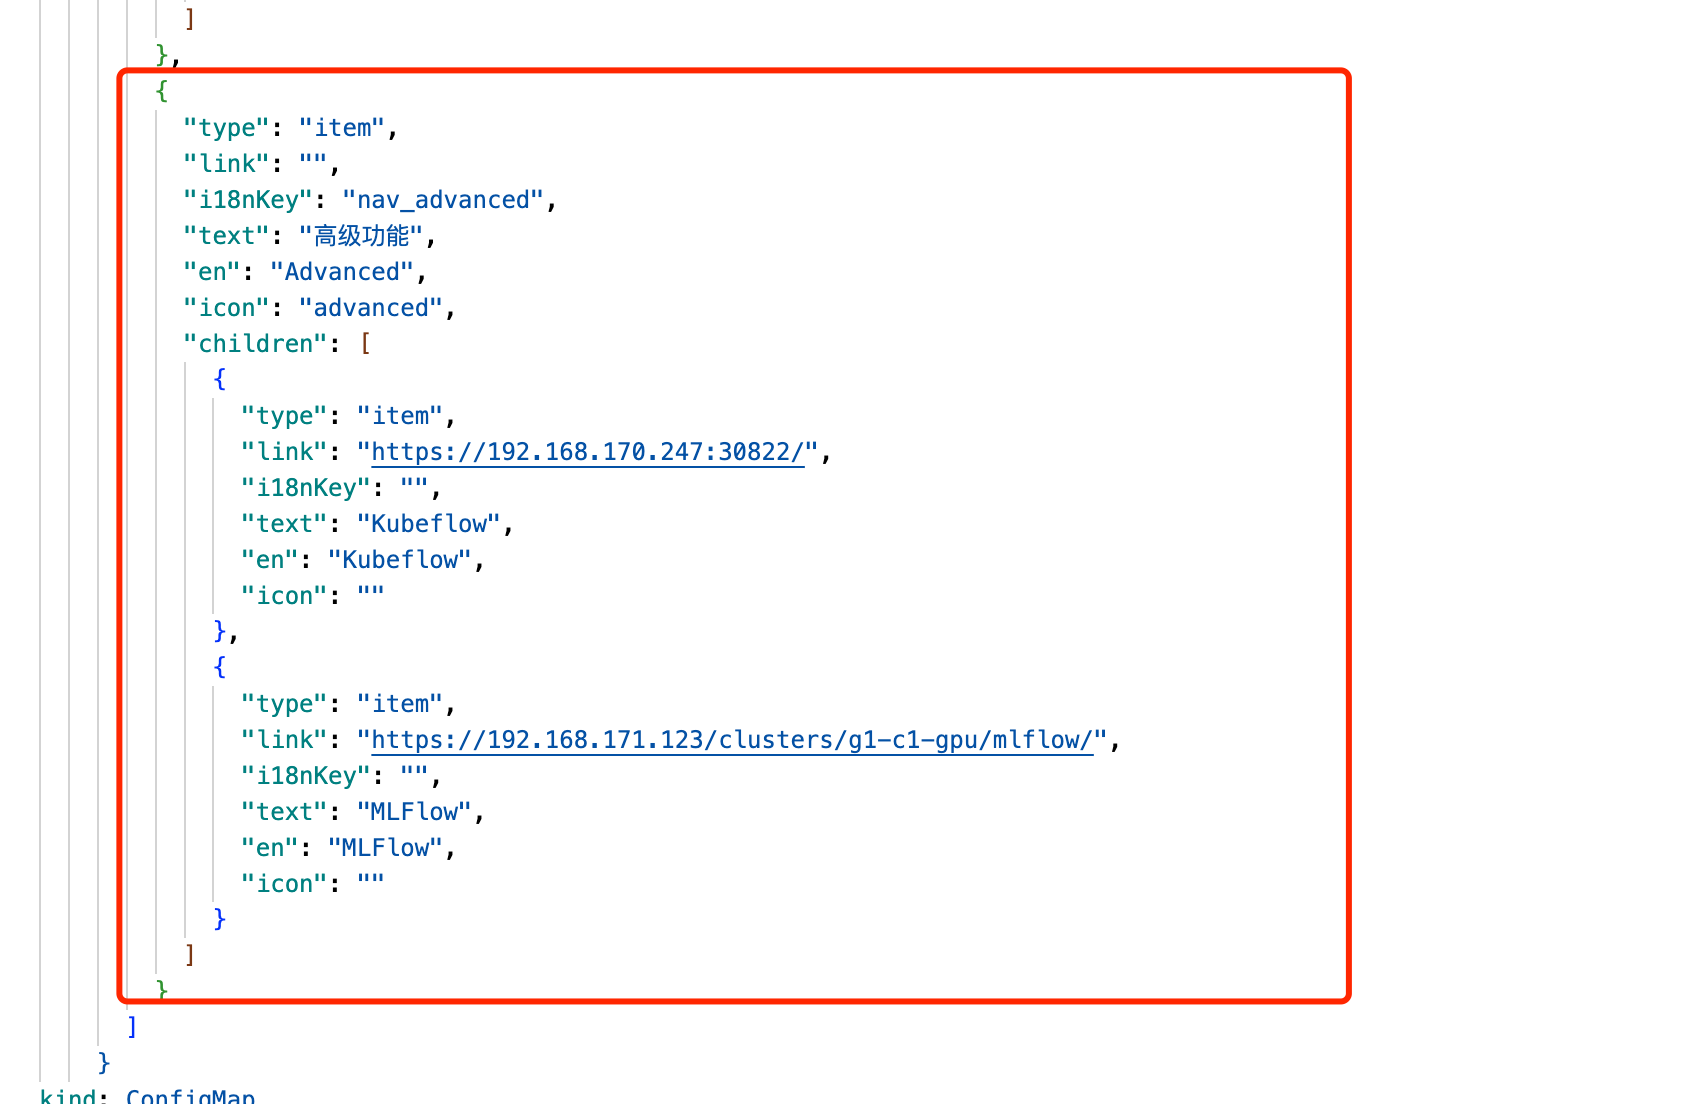 ]
},
{
"type": "item",
"link": "",
"i18nKey": "nav_advanced",
"text": "高级功能",
"en": "Advanced",
"icon": "advanced",
"children": [
{
"type": "item",
"link": "https://192.168.170.247:30822/",
"i18nKey": "",
"text": "Kubeflow",
"en": "Kubeflow",
"icon": ""
},
{
"type": "item",
"link": "https://192.168.171.123/clusters/g1-c1-gpu/mlflow/",
"i18nKey": "",
"text": "MLFlow",
"en": "MLFlow",
"icon": ""
}
]
}
]
}
kind: ConfigMap